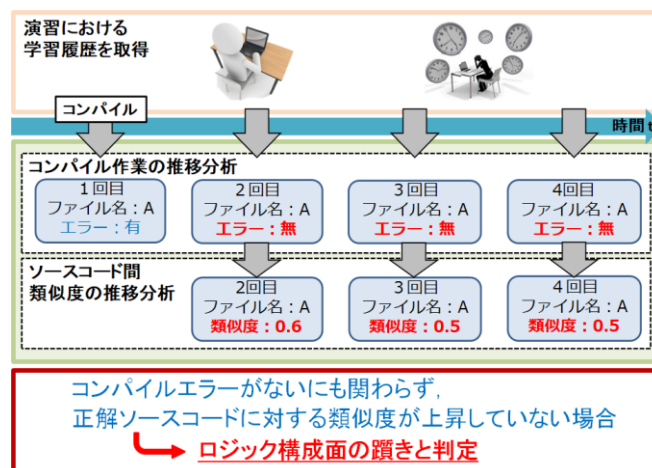 演習における
学習履歴を取得
コンパイル
時間t
コンパイル作業の推移分析
1回目
ファイル名：A
エラー：有
2回目
ファイル名：A
エラー：無
3回目
ファイル名：A
エラー：無
4回目
ファイル名：A
エラー：無
ソースコード間
類似度の推移分析
2回目
ファイル名：A
類似度：0.6
3回目
ファイル名：A
類似度：0.5
4回目
ファイル名：A
類似度：0.5
コンパイルエラーがないにも関わらず，
正解ソースコードに対する類似度が上昇していない場合
ロジック構成面の躓きと判定